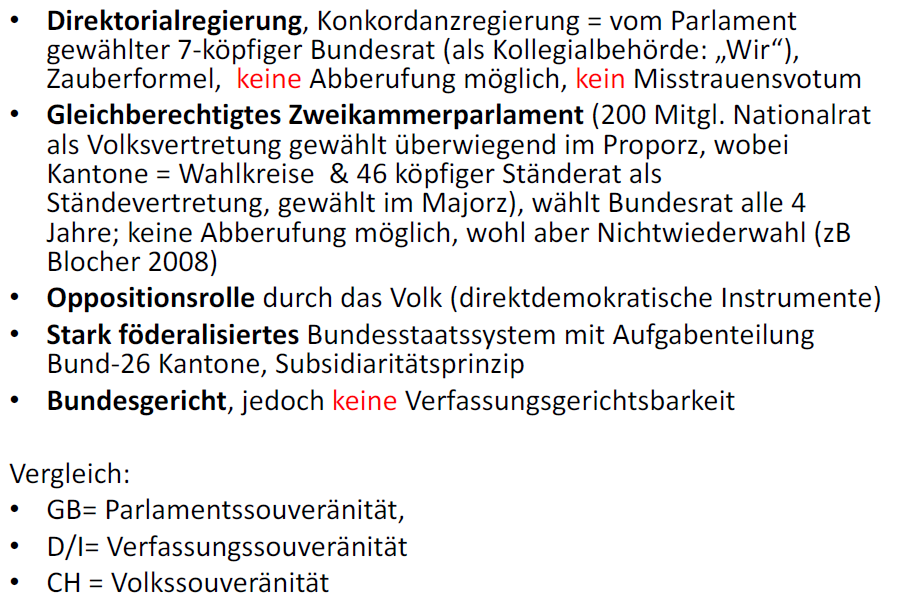 • Direktorialregierung, Konkordanzregierung = vom Parlament
gewählter 7-köpfiger Bundesrat (als Kollegialbehörde: „Wir“),
Zauberformel,  keine Abberufung möglich, kein Misstrauensvotum
• Gleichberechtigtes Zweikammerparlament (200 Mitgl. Nationalrat
als Volksvertretung gewählt überwiegend im Proporz, wobei
Kantone = Wahlkreise  & 46 köpfiger Ständerat als
Ständevertretung, gewählt im Majorz), wählt Bundesrat alle 4
Jahre; keine Abberufung möglich, wohl aber Nichtwiederwahl (zB
Blocher 2008)
• Oppositionsrolle durch das Volk (direktdemokratische Instrumente)
• Stark föderalisiertes Bundesstaatssystem mit Aufgabenteilung
Bund-26 Kantone, Subsidiaritätsprinzip
• Bundesgericht, jedoch keine Verfassungsgerichtsbarkeit
Vergleich:
• GB= Parlamentssouveränität,
• D/I= Verfassungssouveränität
• CH = Volkssouveränität